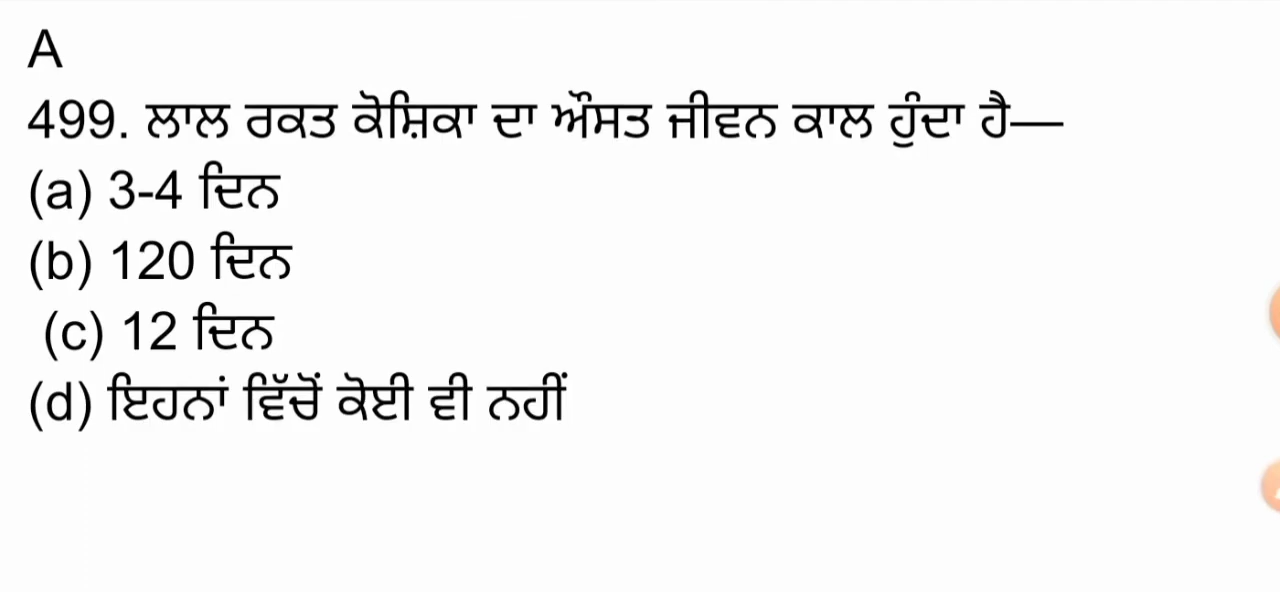 A
499. ਲਾਲ ਰਕਤ ਕੋਸ਼ਿਕਾ ਦਾ ਔਸਤ ਜੀਵਨ ਕਾਲ ਹੁੰਦਾ ਹੈ—
(a) 3-4 ਦਿਨ
(b) 120 ਦਿਨ
(c) 12 ਦਿਨ
(d) ਇਹਨਾਂ ਵਿੱਚੋਂ ਕੋਈ ਵੀ ਨਹੀਂ